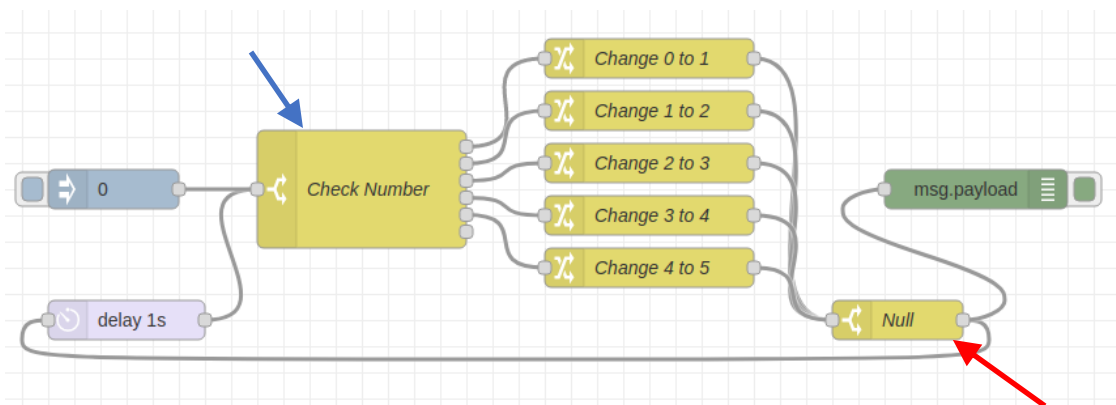 Change 0 to 1
Change 1 to 2
0
Check Number
Change 2 to 3
msg.payload
Change 3 to 4
Change 4 to 5
delay 1s
Null